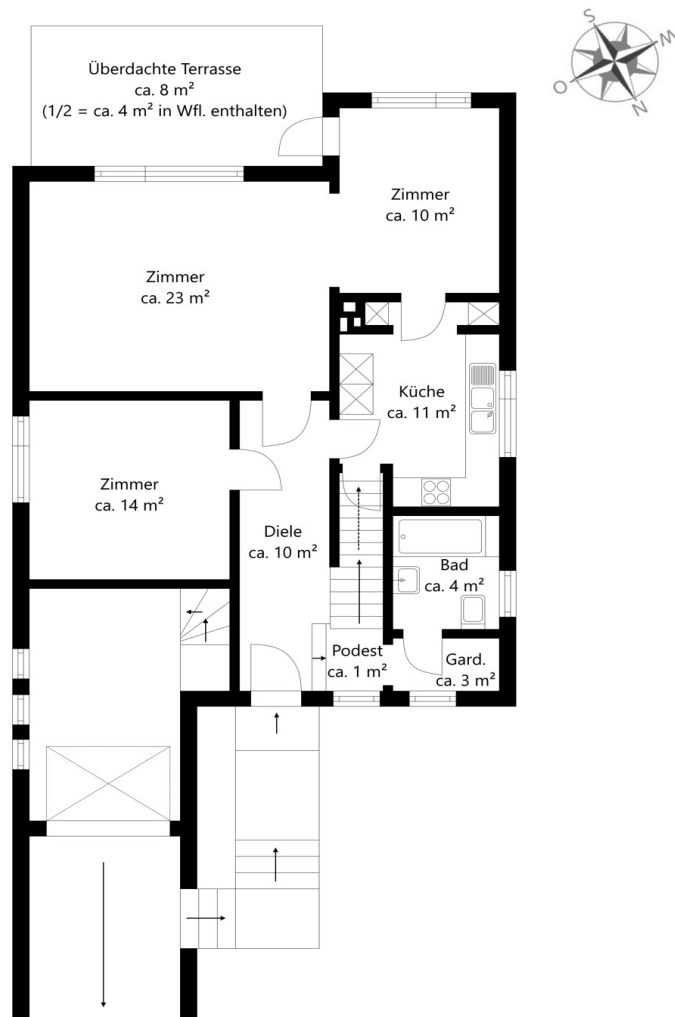 S
W
O
N
Überdachte Terrasse
ca. 8 m²
(1/2 = ca. 4 m² in Wfl. enthalten)
Zimmer
ca. 10 m²
Zimmer
ca. 23 m²
Küche
ca. 11 m²
Zimmer
ca. 14 m²
Diele
ca. 10 m²
Bad
ca. 4 m²
Podest
ca. 1 m²
Gard.
ca. 3 m²